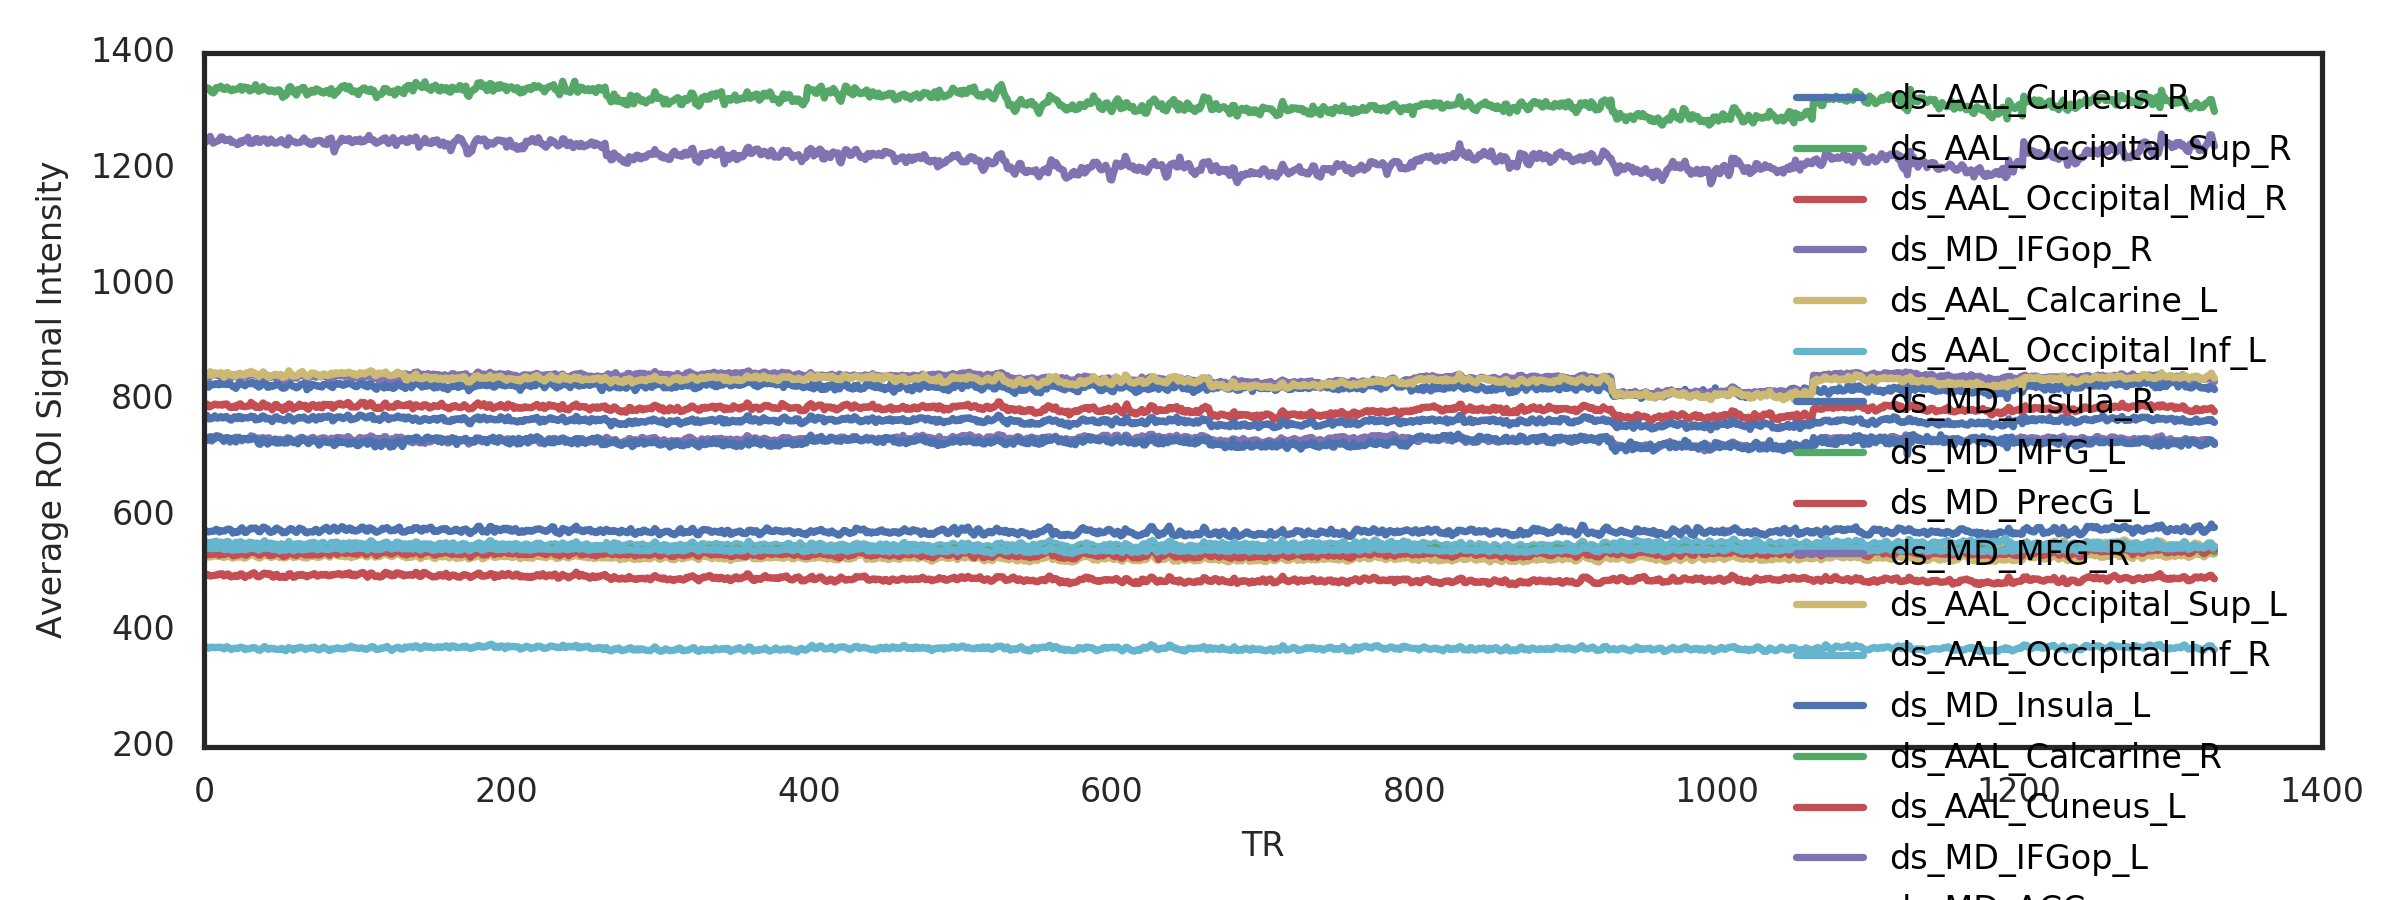 1400
1200
1000
800
600
400
200
Average ROI Signal Intensity
0 200 400 600 800 1000 1200 1400
TR
ds_AAL_Cuneus_R
ds_AAL_Occipital_Sup_R
ds_AAL_Occipital_Mid_R
ds_MD_IFGop_R
ds_AAL_Calcarine_L
ds_AAL_Occipital_Inf_L
ds_MD_Insula_R
ds_MD_MFG_L
ds_MD_PrecG_L
ds_MD_MFG_R
ds_AAL_Occipital_Sup_L
ds_AAL_Occipital_Inf_R
ds_MD_Insula_L
ds_AAL_Calcarine_R
ds_AAL_Cuneus_L
ds_MD_IFGop_L